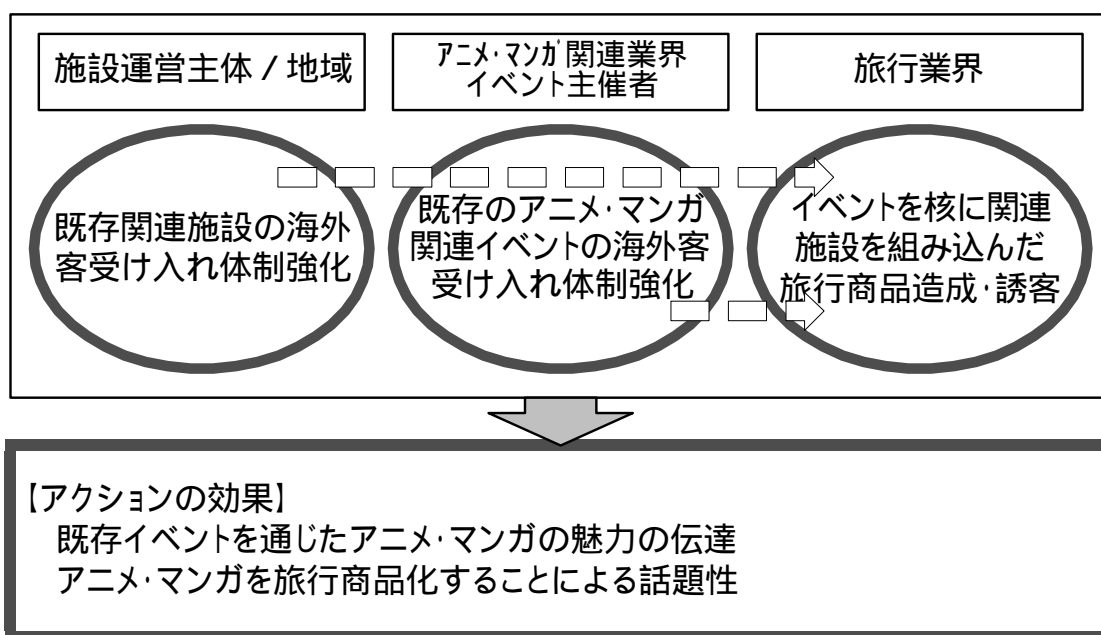 施設運営主体 / 地域
ｱﾆﾒ･ﾏﾝｶﾞ関連業界
イベント主催者
旅行業界
既存関連施設の海外
客受け入れ体制強化
既存のアニメ・マンガ
関連イベントの海外客
受け入れ体制強化
イベントを核に関連
施設を組み込んだ
旅行商品造成・誘客
【アクションの効果】
既存イベントを通じたアニメ・マンガの魅力の伝達
アニメ・マンガを旅行商品化することによる話題性